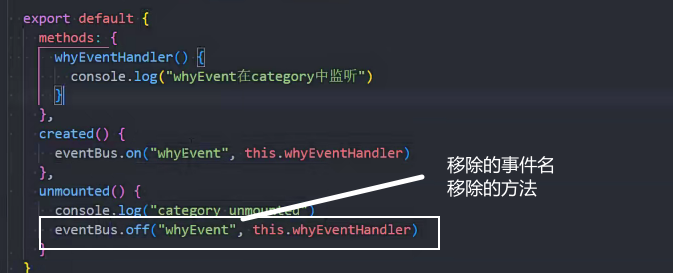 export default {
methods: {
whyEventHandler() {
console.log("whyEvent在category中监听")
}
},
created() {
eventBus.on("whyEvent", this.whyEventHandler)
},
unmounted() {
console.log("category unmounted")
eventBus.off("whyEvent", this.whyEventHandler)
}
}
移除的事件名
移除的方法